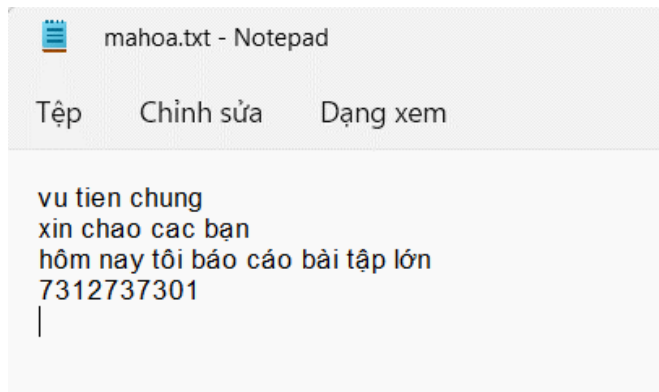 mahoa.txt - Notepad
Tệp Chỉnh sửa Dạng xem
vu tien chung
xin chao cac bạn
hôm nay tôi báo cáo bài tập lớn
7312737301